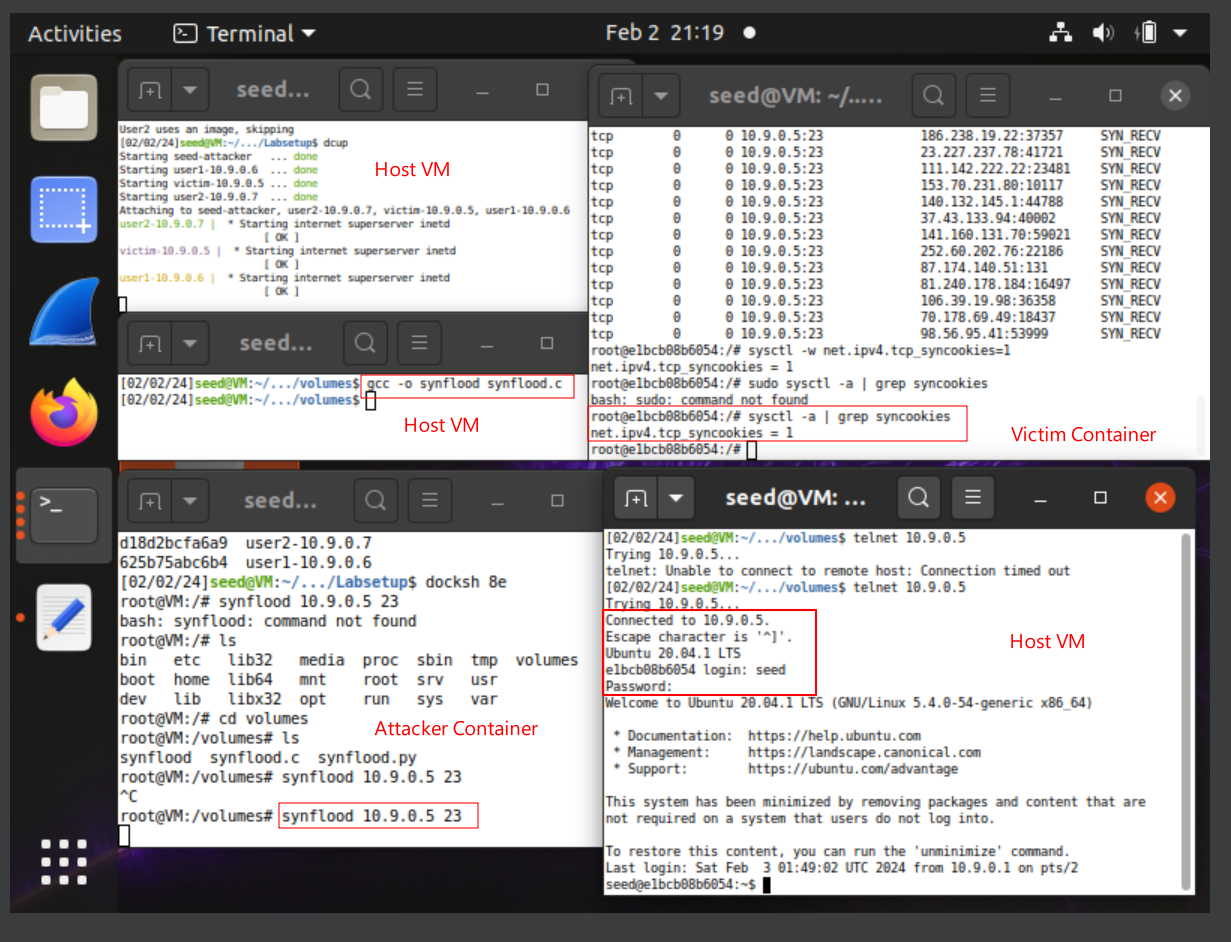 Activities
Terminal
Feb 2 21:19
seed...
User2 uses an image, skipping
[02/02/24]seed@VM:~/.../Labsetup$ dcup
Starting seed-attacker ... done
Starting user1-10.9.0.6 ... done
Starting victim-10.9.0.5 ... done
Starting user2-10.9.0.7 ... done
Attaching to seed-attacker, user2-10.9.0.7, victim-10.9.0.5, user1-10.9.0.6
user2-10.9.0.7 | * Starting internet superserver inetd
[ OK ]
victim-10.9.0.5 | * Starting internet superserver inetd
[ OK ]
user1-10.9.0.6 | * Starting internet superserver inetd
[ OK ]
Host VM
seed@VM: ~/.....
tcp 0 0 10.9.0.5:23 186.238.19.22:37357 SYN_RECV
tcp 0 0 10.9.0.5:23 23.227.237.78:41721 SYN_RECV
tcp 0 0 10.9.0.5:23 111.142.222.22:23481 SYN_RECV
tcp 0 0 10.9.0.5:23 153.70.231.80:10117 SYN_RECV
tcp 0 0 10.9.0.5:23 140.132.145.1:44788 SYN_RECV
tcp 0 0 10.9.0.5:23 37.43.133.94:40002 SYN_RECV
tcp 0 0 10.9.0.5:23 141.160.131.70:59021 SYN_RECV
tcp 0 0 10.9.0.5:23 252.60.202.76:22186 SYN_RECV
tcp 0 0 10.9.0.5:23 87.174.140.51:131 SYN_RECV
tcp 0 0 10.9.0.5:23 81.240.178.184:16497 SYN_RECV
tcp 0 0 10.9.0.5:23 106.39.19.98:36358 SYN_RECV
tcp 0 0 10.9.0.5:23 70.178.69.49:18437 SYN_RECV
tcp 0 0 10.9.0.5:23 98.56.95.41:53999 SYN_RECV
root@e1bcb08b6054:/# sysctl -w net.ipv4.tcp_syncookies=1
net.ipv4.tcp_syncookies = 1
root@e1bcb08b6054:/# sudo sysctl -a | grep syncookies
bash: sudo: command not found
root@e1bcb08b6054:/# sysctl -a | grep syncookies
net.ipv4.tcp_syncookies = 1
root@e1bcb08b6054:/#
Victim Container
seed...
[02/02/24]seed@VM:~/.../volumes$ gcc -o synflood synflood.c
[02/02/24]seed@VM:~/.../volumes$
Host VM
seed...
d18d2bcfa6a9 user2-10.9.0.7
625b75abc6b4 user1-10.9.0.6
[02/02/24]seed@VM:~/.../Labsetup$ docksh 8e
root@VM:/# synflood 10.9.0.5 23
bash: synflood: command not found
root@VM:/# ls
bin etc lib32 media proc sbin tmp volumes
boot home lib64 mnt root srv usr
dev lib libx32 opt run sys var
root@VM:/# cd volumes
root@VM:/volumes# ls
synflood synflood.c synflood.py
root@VM:/volumes# synflood 10.9.0.5 23
^C
root@VM:/volumes# synflood 10.9.0.5 23
Attacker Container
seed@VM: ...
[02/02/24]seed@VM:~/.../volumes$ telnet 10.9.0.5
Trying 10.9.0.5...
telnet: Unable to connect to remote host: Connection timed out
[02/02/24]seed@VM:~/.../volumes$ telnet 10.9.0.5
Trying 10.9.0.5...
Connected to 10.9.0.5.
Escape character is '^]'.
Ubuntu 20.04.1 LTS
e1bcb08b6054 login: seed
Password:
Welcome to Ubuntu 20.04.1 LTS (GNU/Linux 5.4.0-54-generic x86_64)
* Documentation: https://help.ubuntu.com
* Management: https://landscape.canonical.com
* Support: https://ubuntu.com/advantage
This system has been minimized by removing packages and content that are
not required on a system that users do not log into.
To restore this content, you can run the 'unminimize' command.
Last login: Sat Feb 3 01:49:02 UTC 2024 from 10.9.0.1 on pts/2
seed@e1bcb08b6054:~$
Host VM